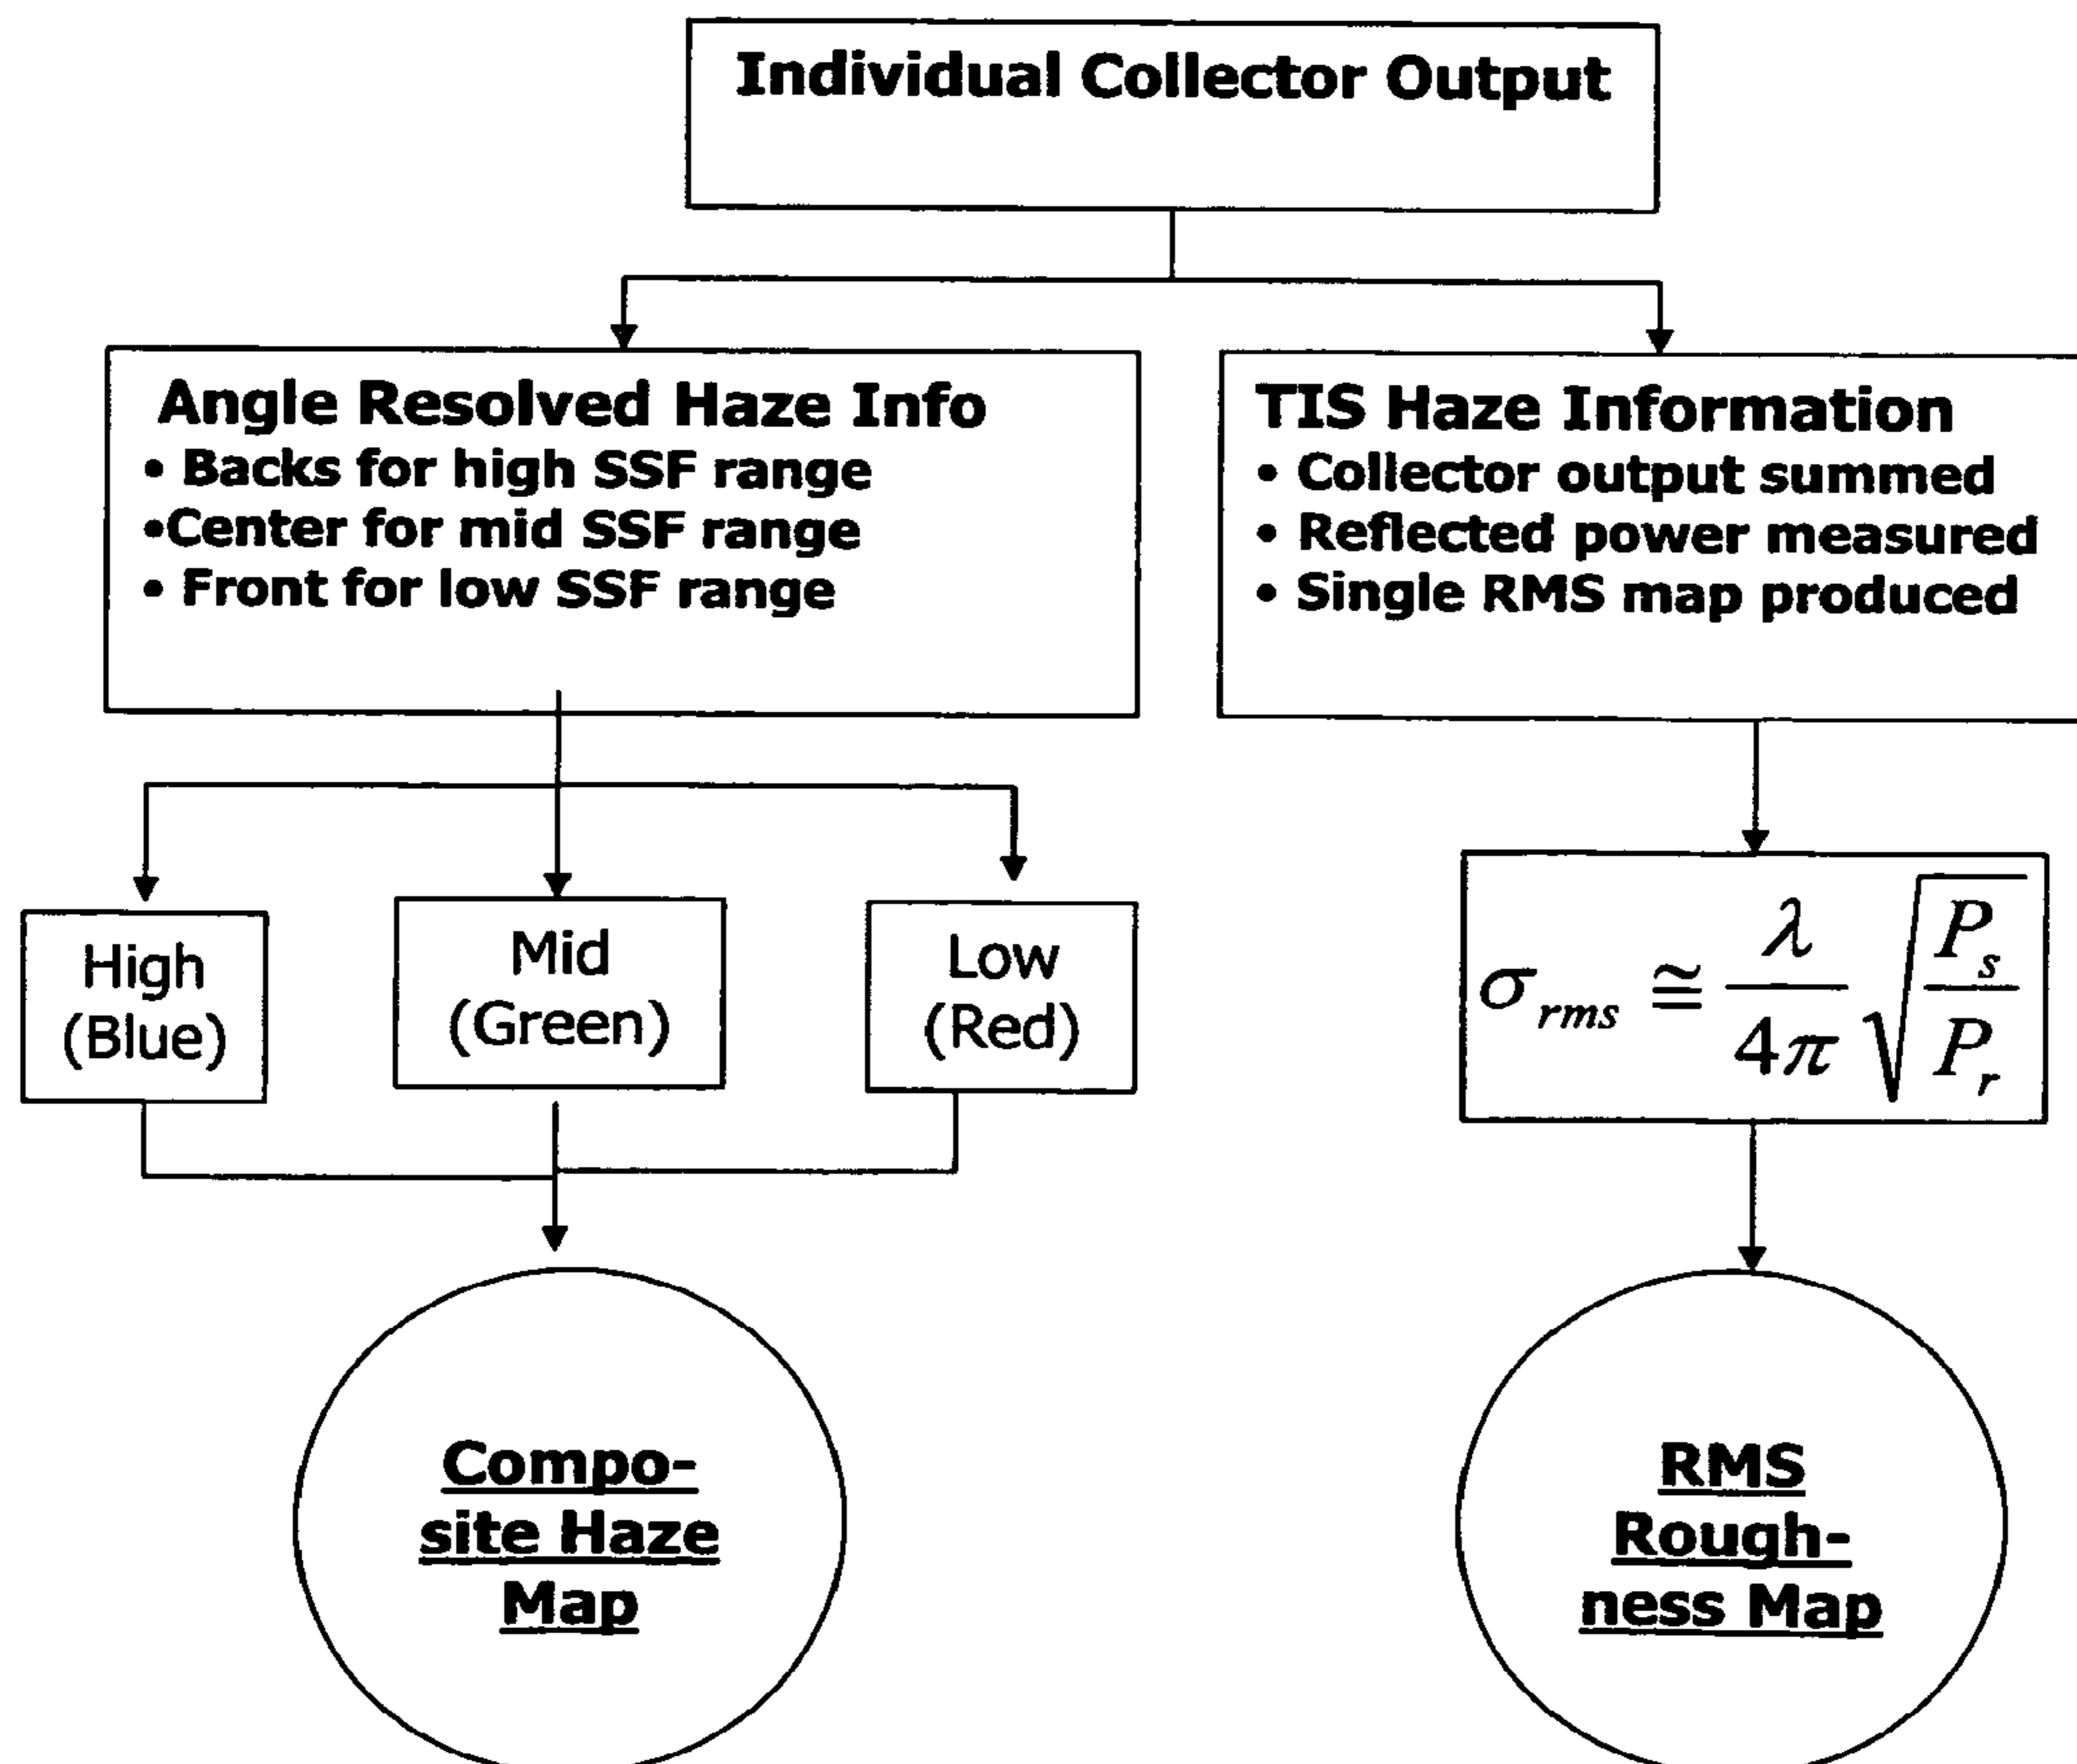 Individual Collector Output
Angle Resolved Haze Info
• Backs for high SSF range
•Center for mid SSF range
• Front for low SSF range
TIS Haze Information
• Collector output summed
• Reflected power measured
• Single RMS map produced
High
(Blue)
Mid
(Green)
Low
(Red)
σ_rms ≅ λ/4π √(P_s/P_r)
Compo-
site Haze
Map
RMS
Rough-
ness Map